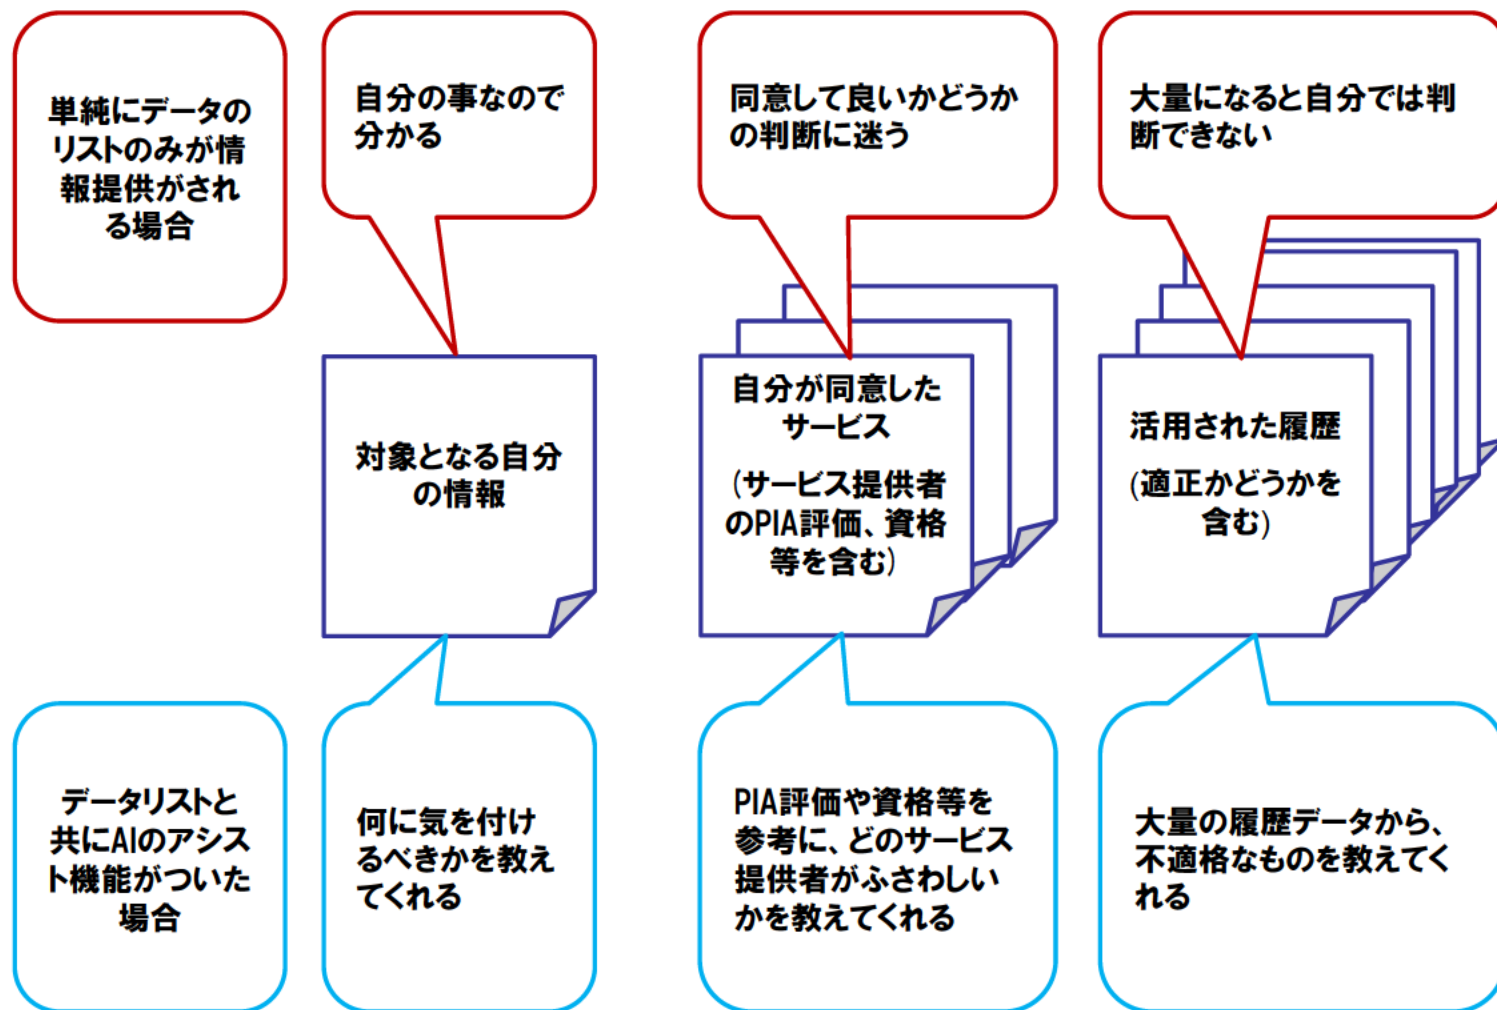 単純にデータの
リストのみが情
報提供がされ
る場合
自分の事なので
分かる
同意して良いかどうか
の判断に迷う
大量になると自分では判
断できない
対象となる自分
の情報
自分が同意した
サービス
(サービス提供者
のPIA評価、資格
等を含む)
活用された履歴
(適正かどうかを
含む)
データリストと
共にAIのアシス
ト機能がついた
場合
何に気を付け
るべきかを教え
てくれる
PIA評価や資格等を
参考に、どのサービス
提供者がふさわしい
かを教えてくれる
大量の履歴データから、
不適格なものを教えてく
れる